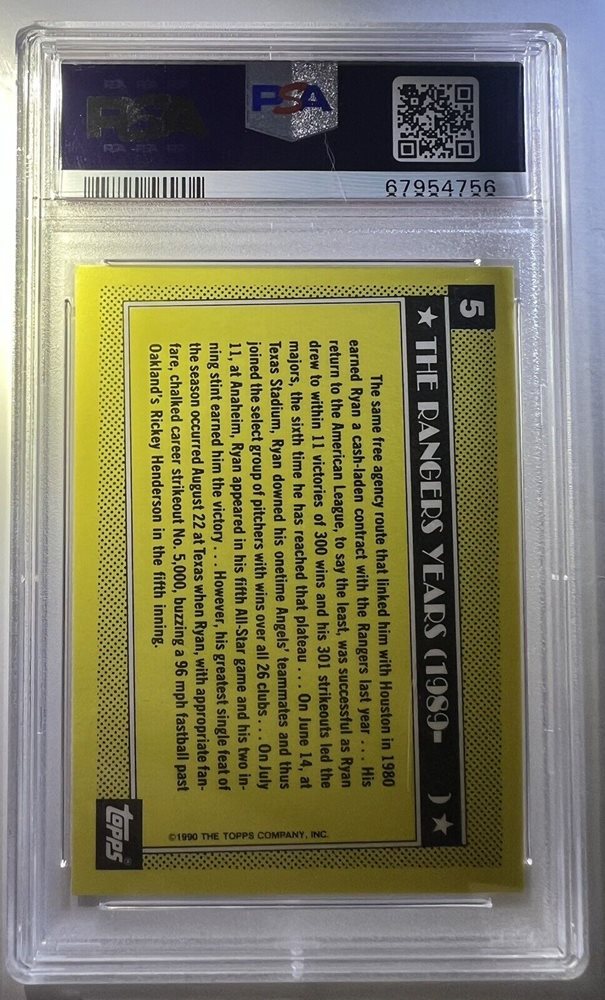 PSA
PSA
67954756
5
★ THE RANGERS YEARS (1989- ) ★
The same free agency route that linked him with Houston in 1980
earned Ryan a cash-laden contract with the Rangers last year . . . His
return to the American League, to say the least, was successful as Ryan
drew to within 11 victories of 300 wins and his 301 strikeouts led the
majors, the sixth time he has reached that plateau . . . On June 14, at
Texas Stadium, Ryan downed his onetime Angels' teammates and thus
joined the select group of pitchers with wins over all 26 clubs . . . On July
11, at Anaheim, Ryan appeared in his fifth All-Star game and his two in-
ning stint earned him the victory . . . However, his greatest single feat of
the season occurred August 22 at Texas when Ryan, with appropriate fan-
fare, chalked career strikeout No. 5,000, buzzing a 96 mph fastball past
Oakland's Rickey Henderson in the fifth inning.
©1990 THE TOPPS COMPANY, INC.
topps®